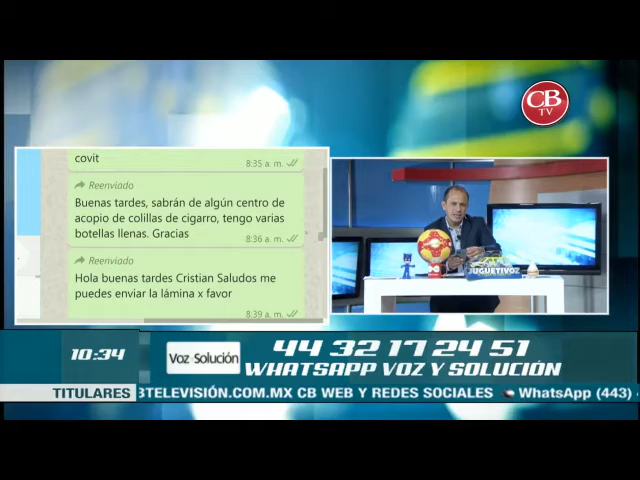 CB
TV
covit
8:35 a. m.
Reenviado
Buenas tardes, sabrán de algún centro de
acopio de colillas de cigarro, tengo varias
botellas llenas. Gracias
8:36 a. m.
Reenviado
Hola buenas tardes Cristian Saludos me
puedes enviar la lámina x favor
8:39 a. m.
JUGUETIVOZ
10:34
Voz y Solución
44 32 17 24 51
WHATSAPP VOZ Y SOLUCIÓN
TITULARES
BTELEVISIÓN.COM.MX CB WEB Y REDES SOCIALES WhatsApp (443) 4